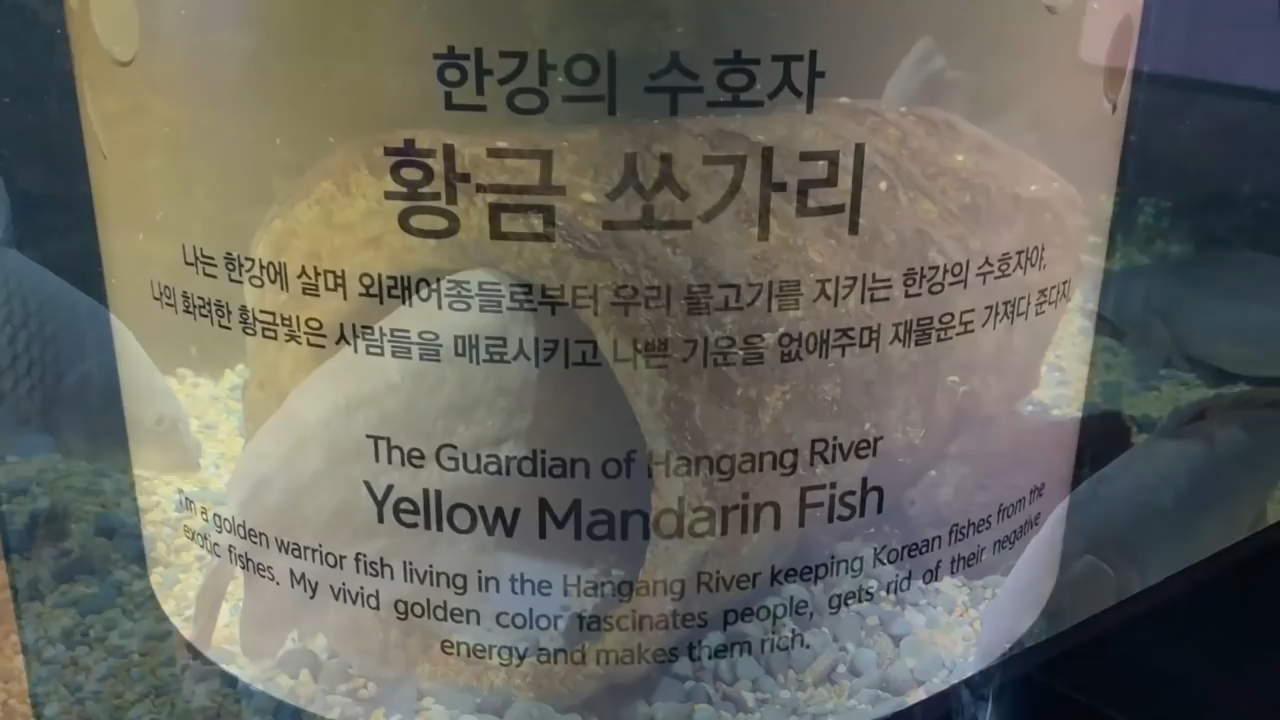 한강의 수호자
황금 쏘가리
나는 한강에 살며 외래어종들로부터 우리 물고기를 지키는 한강의 수호자야.
나의 화려한 황금빛은 사람들을 매료시키고 나쁜 기운을 없애주며 재물운도 가져다 준다지.
The Guardian of Hangang River
Yellow Mandarin Fish
I'm a golden warrior fish living in the Hangang River keeping Korean fishes from the
exotic fishes. My vivid golden color fascinates people, gets rid of their negative
energy and makes them rich.